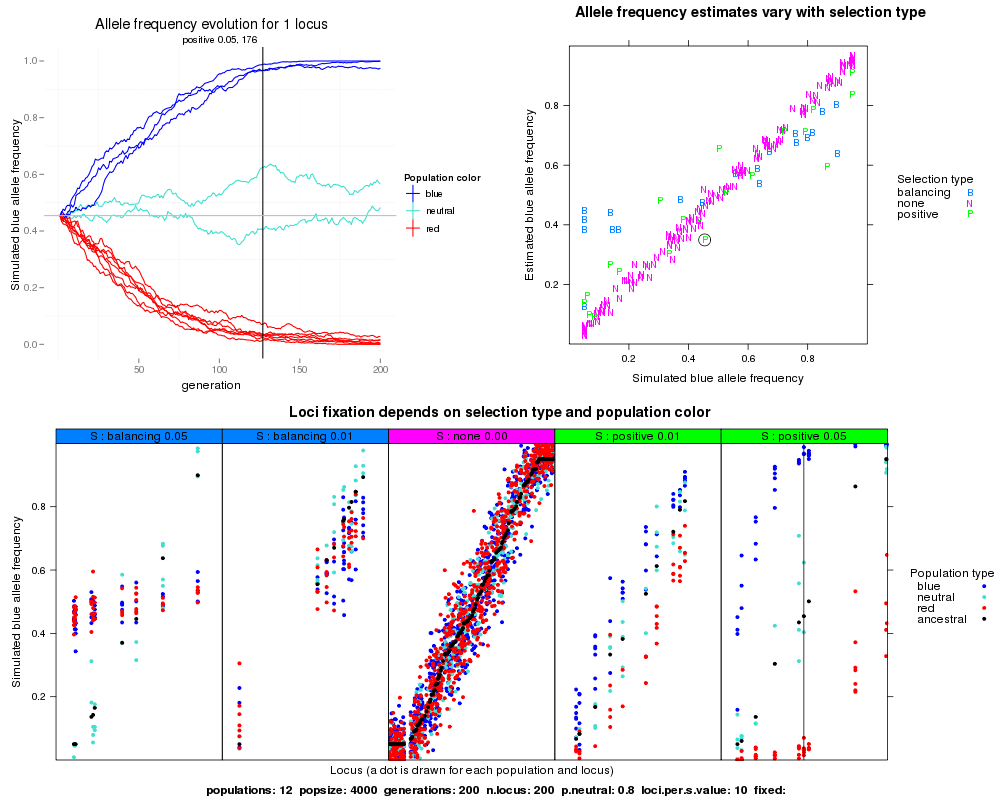 Allele frequency evolution for 1 locus
positive 0.05, 176
Simulated blue allele frequency
1.0
0.8
0.6
0.4
0.2
0.0
50
100
150
200
generation
Population color
blue
neutral
red
Allele frequency estimates vary with selection type
Estimated blue allele frequency
0.8
0.6
0.4
0.2
0.2
0.4
0.6
0.8
Simulated blue allele frequency
Selection type
balancing B
none N
positive P
Loci fixation depends on selection type and population color
S : balancing 0.05
S : balancing 0.01
S : none 0.00
S : positive 0.01
S : positive 0.05
Simulated blue allele frequency
0.8
0.6
0.4
0.2
Population type
blue
neutral
red
ancestral
Locus (a dot is drawn for each population and locus)
populations: 12 popsize: 4000 generations: 200 n.locus: 200 p.neutral: 0.8 loci.per.s.value: 10 fixed: